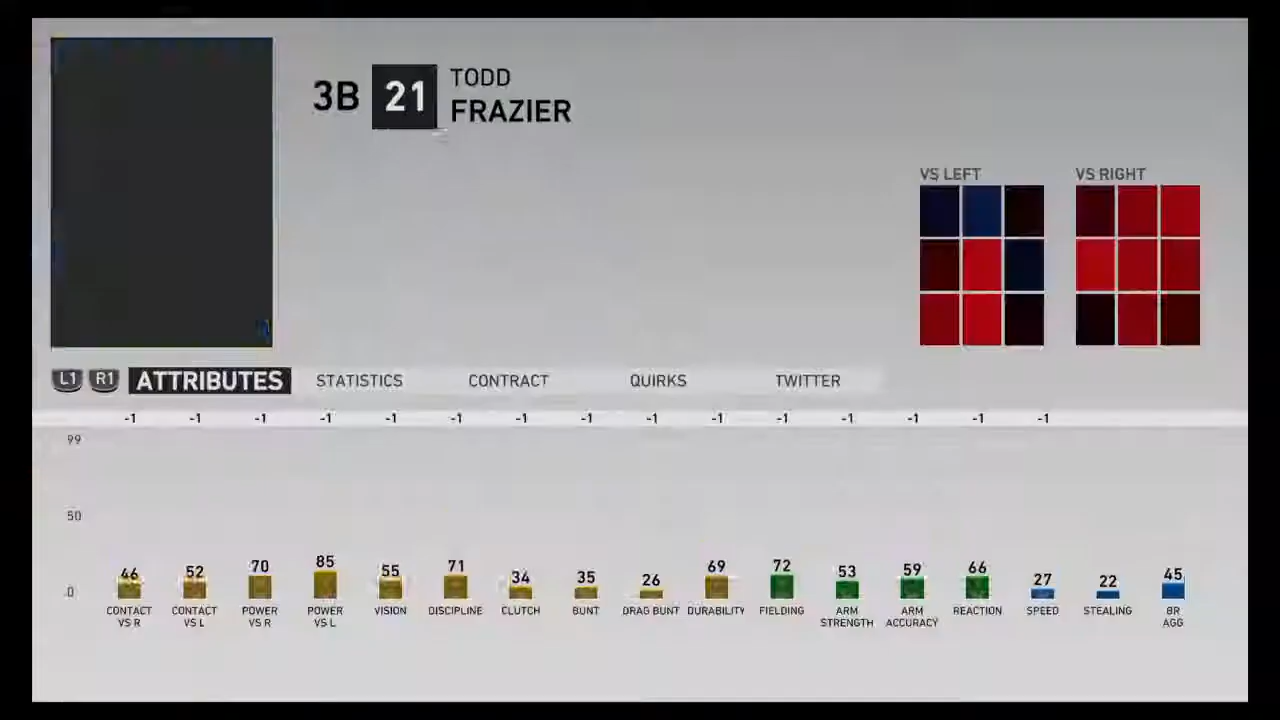 3B 21 TODD
FRAZIER
VS LEFT VS RIGHT
L1 R1 ATTRIBUTES STATISTICS CONTRACT QUIRKS TWITTER
-1 -1 -1 -1 -1 -1 -1 -1 -1 -1 -1 -1 -1 -1 -1
99
50
0
46 52 70 85 55 71 34 35 26 69 72 53 59 66 27 22 45
CONTACT CONTACT POWER POWER VISION DISCIPLINE CLUTCH BUNT DRAG BUNT DURABILITY FIELDING ARM ARM REACTION SPEED STEALING BR
VS R VS L VS R VS L STRENGTH ACCURACY AGG